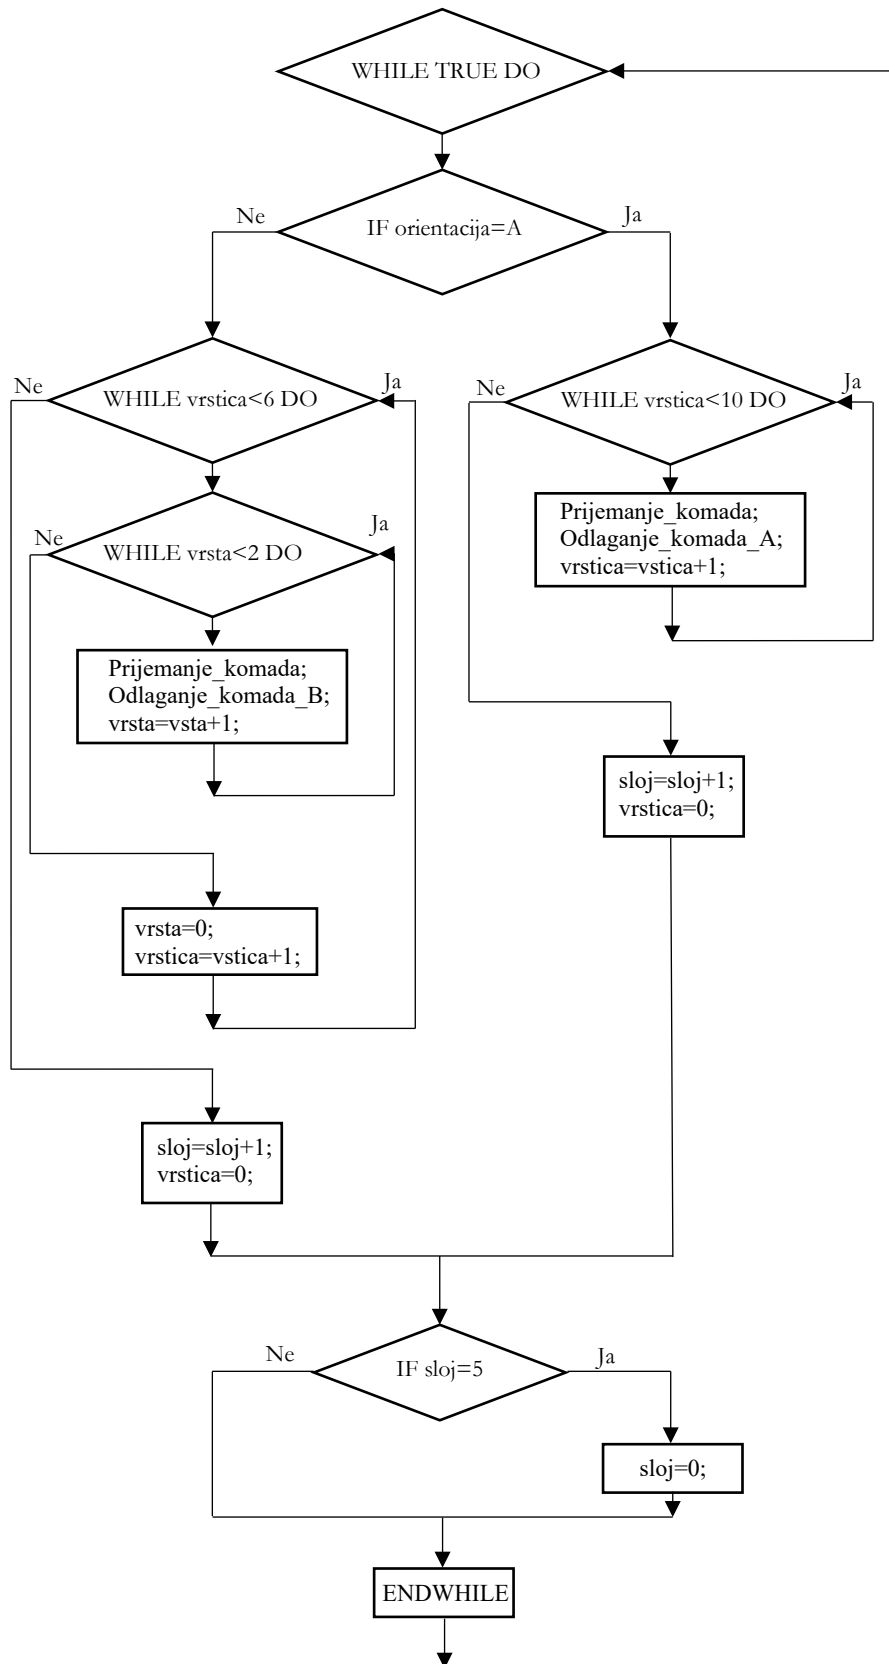 WHILE TRUE DO
Ne
IF orientacija=A
Ja
Ne
WHILE vrstica<6 DO
Ja
Ne
WHILE vrsta<2 DO
Ja
Prijemanje_komada;
Odlaganje_komada_B;
vrsta=vsta+1;
vrsta=0;
vrstica=vstica+1;
sloj=sloj+1;
vrstica=0;
Ne
WHILE vrstica<10 DO
Ja
Prijemanje_komada;
Odlaganje_komada_A;
vrstica=vstica+1;
sloj=sloj+1;
vrstica=0;
Ne
IF sloj=5
Ja
sloj=0;
ENDWHILE